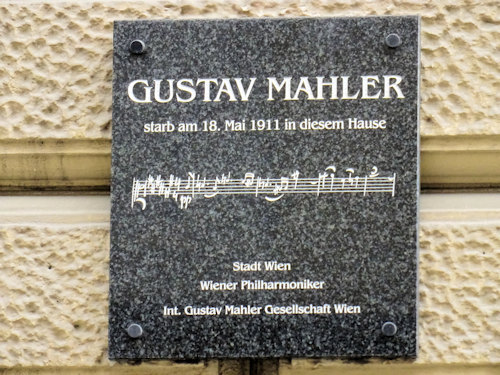 GUSTAV MAHLER
starb am 18. Mai 1911 in diesem Hause
pp
Stadt Wien
Wiener Philharmoniker
Int. Gustav Mahler Gesellschaft Wien